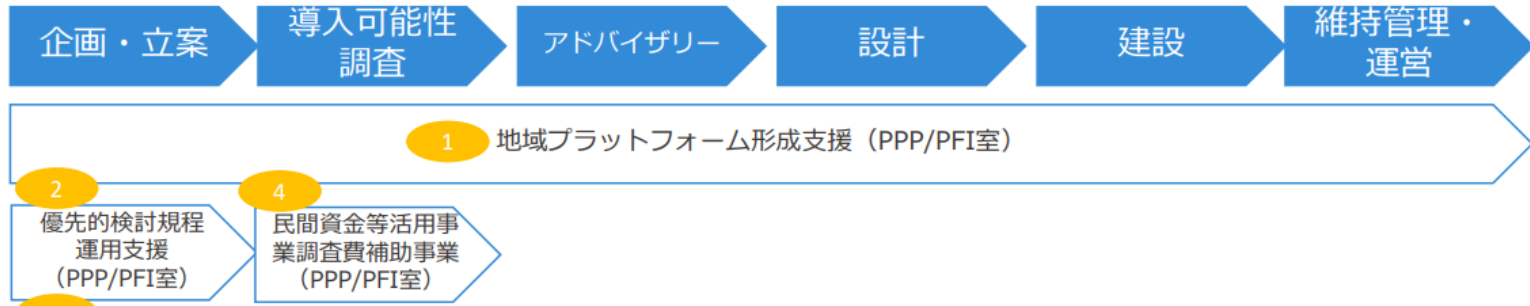 企画・立案
導入可能性
調査
アドバイザリー
設計
建設
維持管理・
運営
1 地域プラットフォーム形成支援（PPP/PFI室）
2
優先的検討規程
運用支援
（PPP/PFI室）
4
民間資金等活用事
業調査費補助事業
（PPP/PFI室）